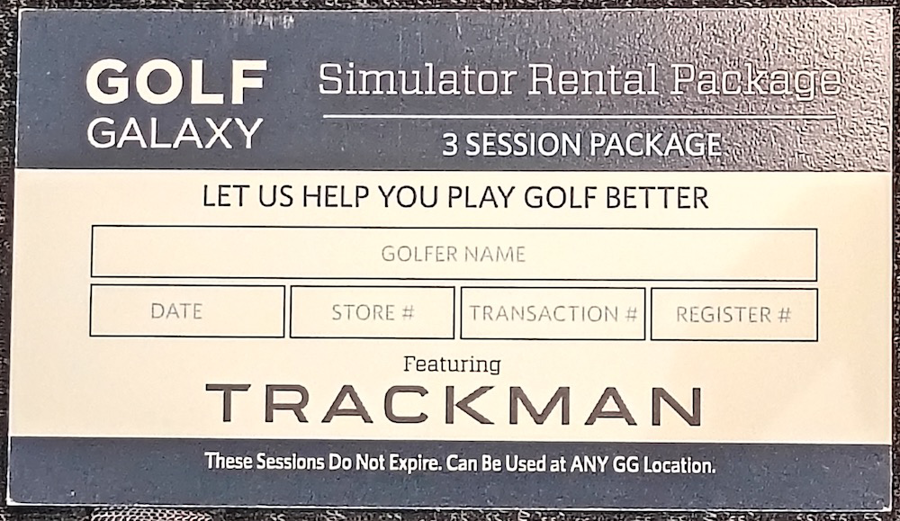 GOLF
GALAXY
Simulator Rental Package
3 SESSION PACKAGE
LET US HELP YOU PLAY GOLF BETTER
GOLFER NAME
DATE
STORE #
TRANSACTION #
REGISTER #
Featuring
TRACKMAN
These Sessions Do Not Expire. Can Be Used at ANY GG Location.